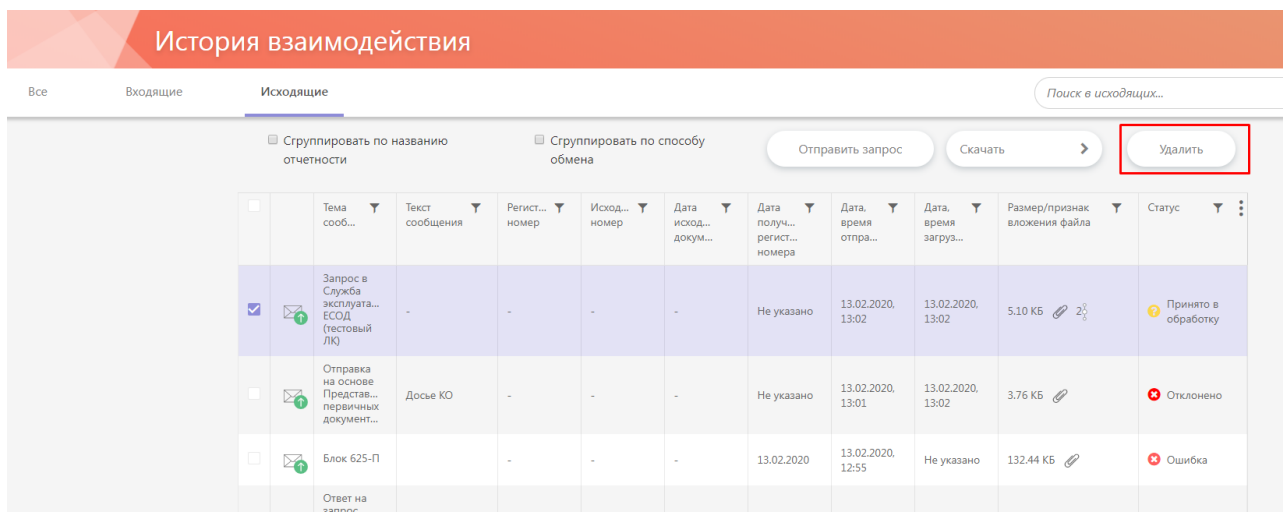 История взаимодействия
Все Входящие Исходящие Поиск в исходящих...
Сгруппировать по названию отчетности
Сгруппировать по способу обмена
Отправить запрос Скачать Удалить
Тема сооб...
Текст сообщения
Регист... номер
Исход... номер
Дата исход... докум...
Дата получ... регист... номера
Дата, время отпра...
Дата, время загруз...
Размер/признак вложения файла
Статус
Запрос в
Служба
эксплуата...
ЕСОД
(тестовый
ЛК)
- - - - Не указано 13.02.2020, 13:02 13.02.2020, 13:02 5.10 КБ 2 Принято в обработку
Отправка
на основе
Представ...
первичных
документ...
Досье КО - - - Не указано 13.02.2020, 13:01 13.02.2020, 13:02 3.76 КБ Отклонено
Блок 625-П - - - 13.02.2020 13.02.2020, 12:55 Не указано 132.44 КБ Ошибка
Ответ на
запрос